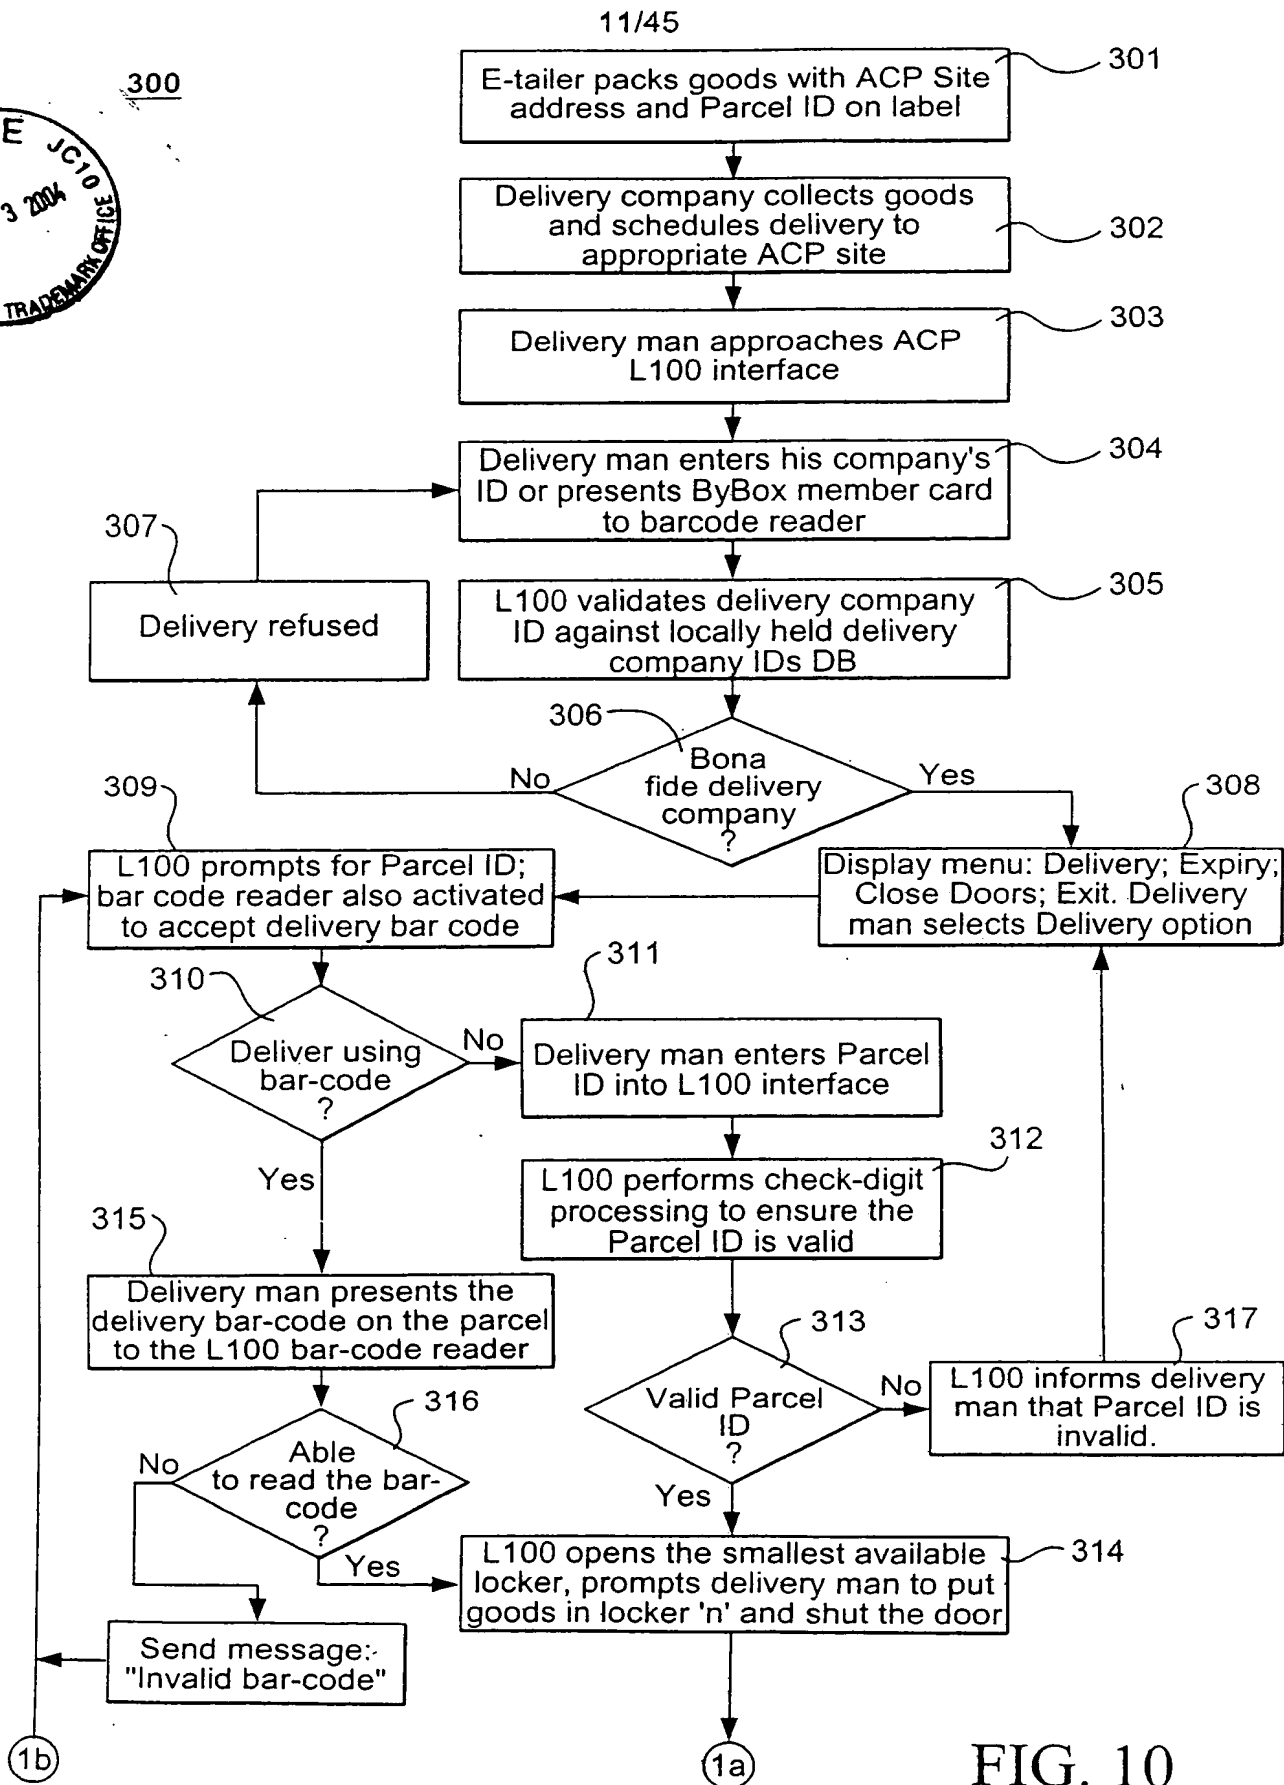 11/45
300
E JC10
3 2004
TRADEMARK OFFICE
301
E-tailer packs goods with ACP Site
address and Parcel ID on label
302
Delivery company collects goods
and schedules delivery to
appropriate ACP site
303
Delivery man approaches ACP
L100 interface
304
Delivery man enters his company's
ID or presents ByBox member card
to barcode reader
307
Delivery refused
305
L100 validates delivery company
ID against locally held delivery
company IDs DB
306
Bona
fide delivery
company
?
No
Yes
308
Display menu: Delivery; Expiry;
Close Doors; Exit. Delivery
man selects Delivery option
309
L100 prompts for Parcel ID;
bar code reader also activated
to accept delivery bar code
310
Deliver using
bar-code
?
No
Yes
311
Delivery man enters Parcel
ID into L100 interface
312
L100 performs check-digit
processing to ensure the
Parcel ID is valid
315
Delivery man presents the
delivery bar-code on the parcel
to the L100 bar-code reader
313
Valid Parcel
ID
?
No
Yes
317
L100 informs delivery
man that Parcel ID is
invalid.
316
Able
to read the bar-
code
?
No
Yes
314
L100 opens the smallest available
locker, prompts delivery man to put
goods in locker 'n' and shut the door
Send message:
"Invalid bar-code"
1b
1a
FIG. 10